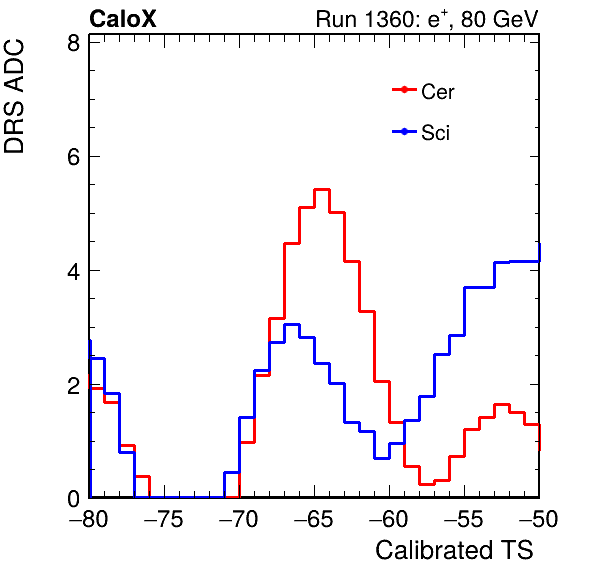 CaloX Run 1360: e⁺, 80 GeV
DRS ADC
8
6
4
2
0
Cer
Sci
−80 −75 −70 −65 −60 −55 −50
Calibrated TS